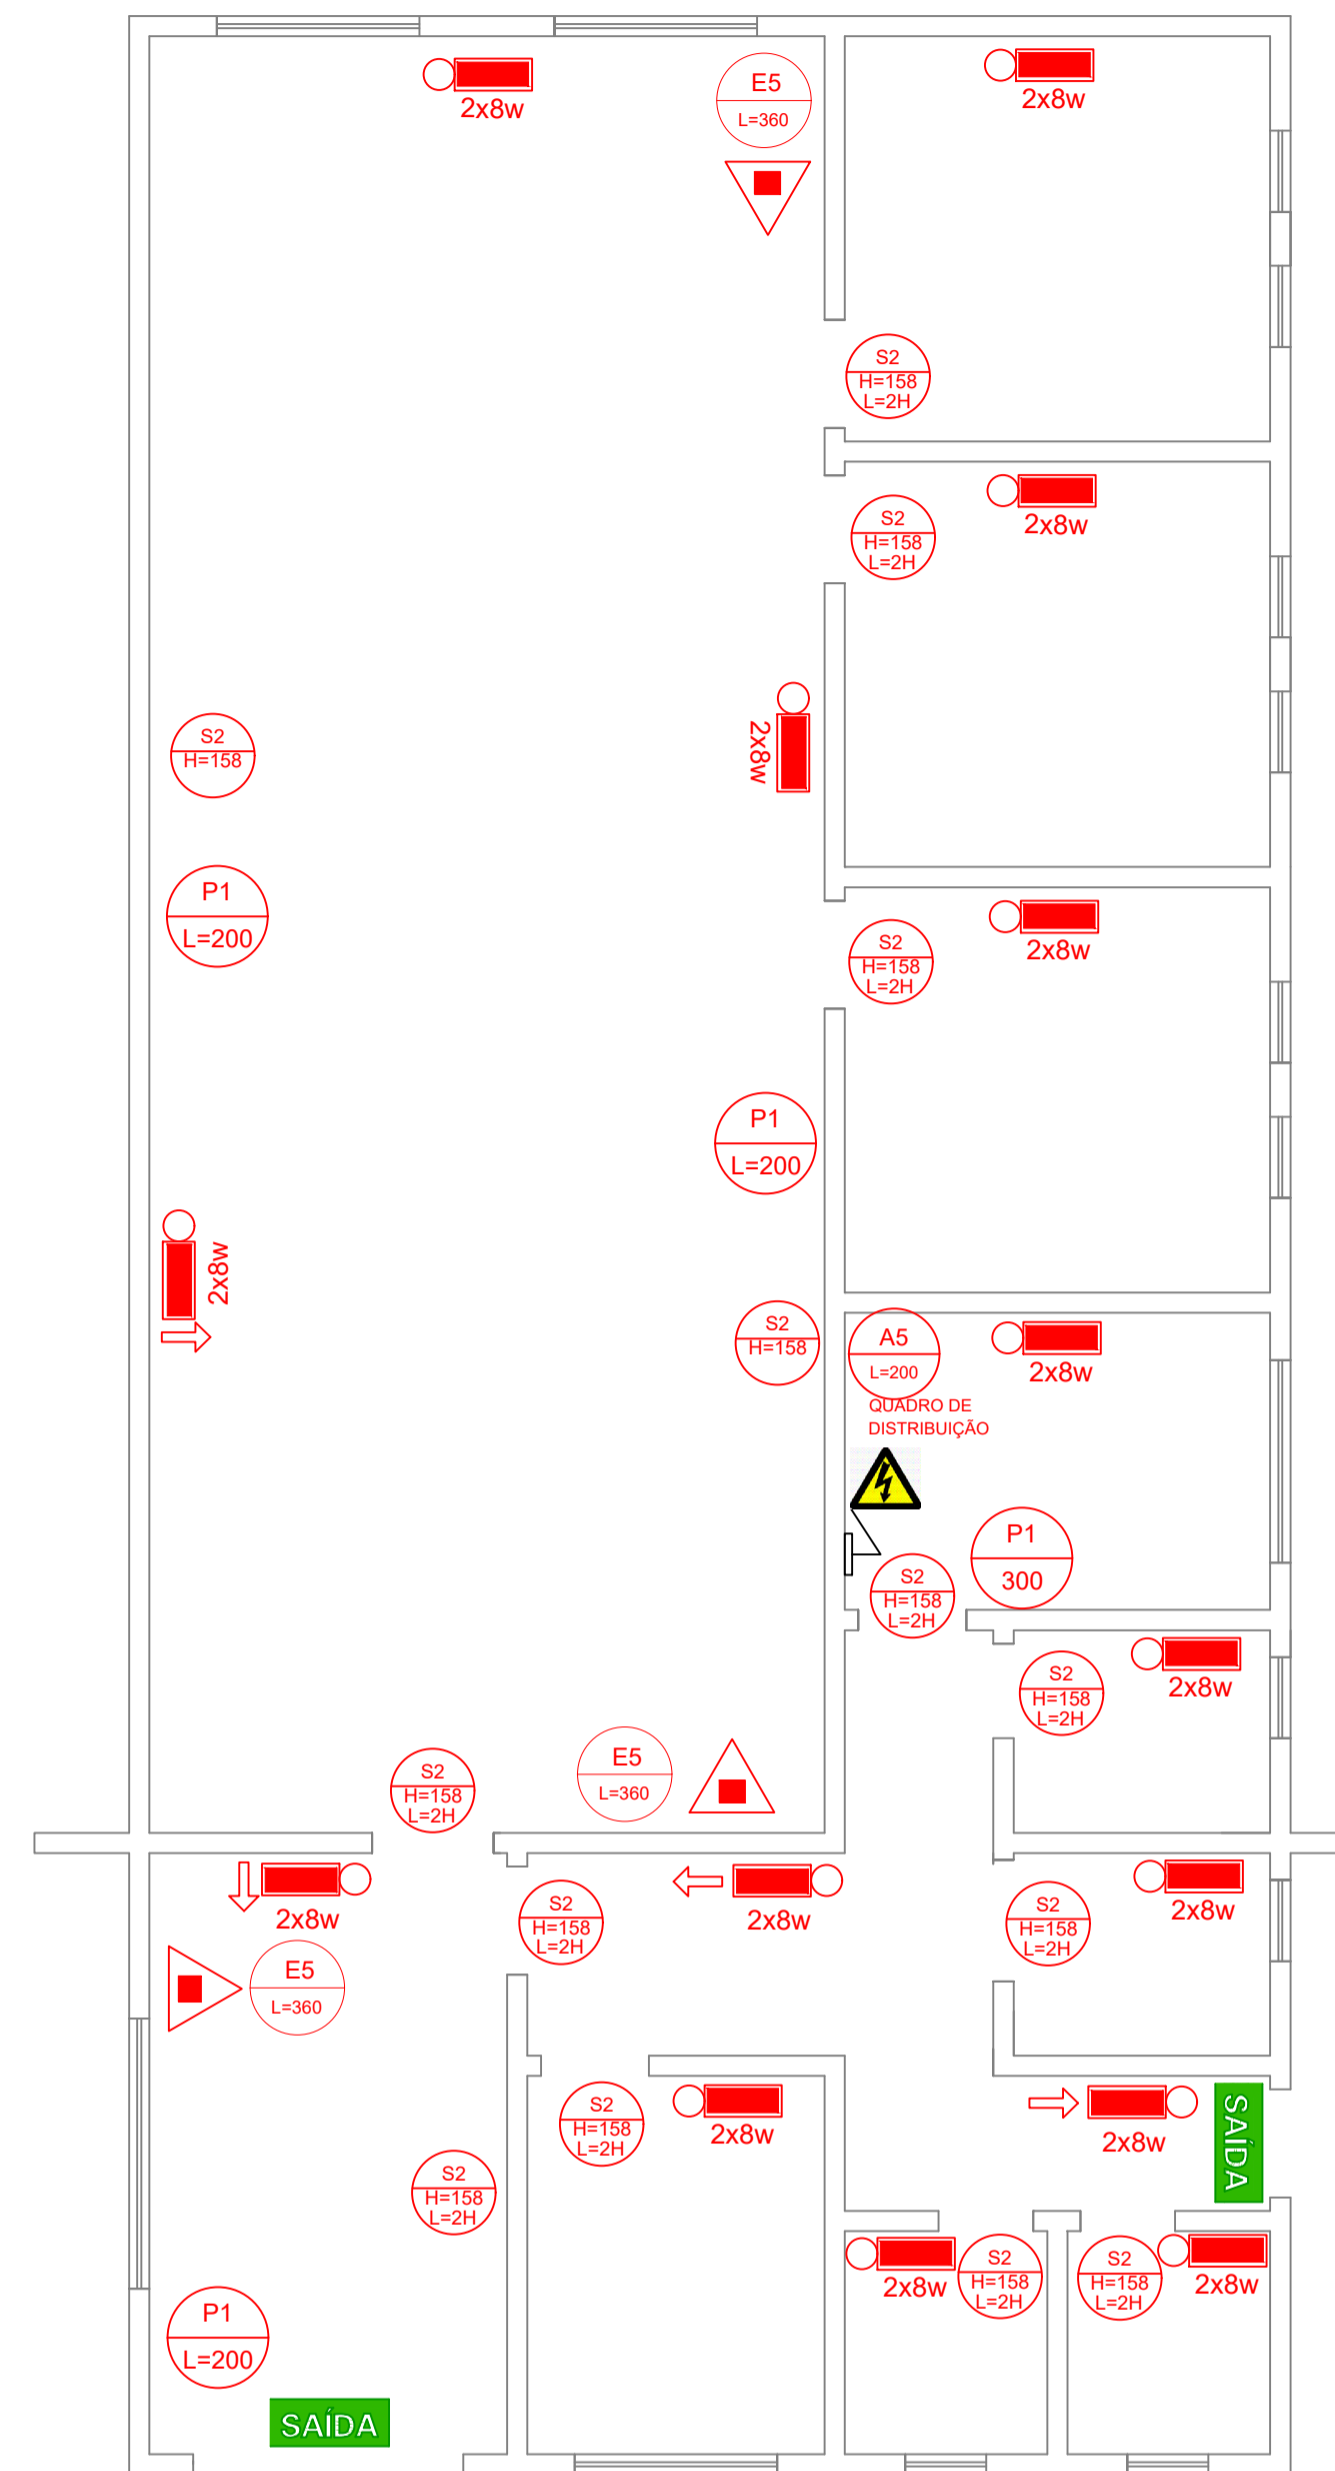 2x8w
E5
L=360
2x8w
S2
H=158
L=2H
2x8w
S2
H=158
L=2H
2x8w
S2
H=158
P1
L=200
2x8w
S2
H=158
L=2H
P1
L=200
2x8w
S2
H=158
A5
L=200
2x8w
QUADRO DE
DISTRIBUIÇÃO
P1
300
S2
H=158
L=2H
2x8w
S2
H=158
L=2H
E5
L=360
S2
H=158
L=2H
2x8w
S2
H=158
L=2H
2x8w
2x8w
S2
H=158
L=2H
E5
L=360
S2
H=158
L=2H
2x8w
2x8w
SAÍDA
S2
H=158
L=2H
2x8w
S2
H=158
L=2H
S2
H=158
L=2H
2x8w
P1
L=200
SAÍDA